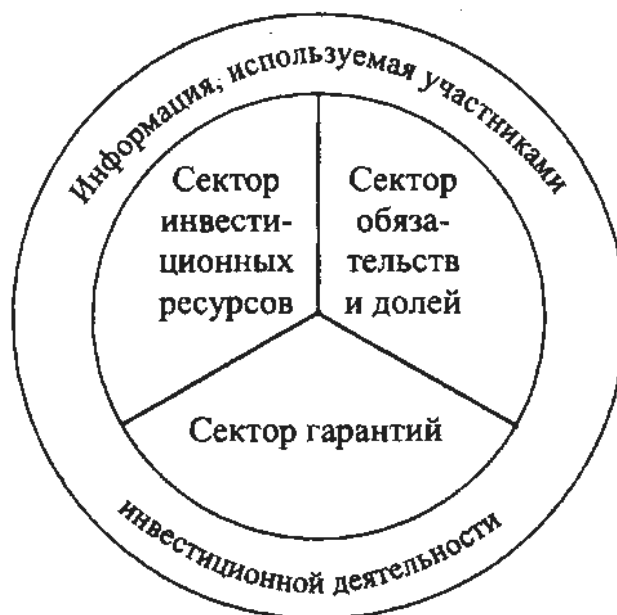 Информация, используемая участниками
Сектор
инвести-
ционных
ресурсов
Сектор
обяза-
тельств
и долей
Сектор гарантий
инвестиционной деятельности